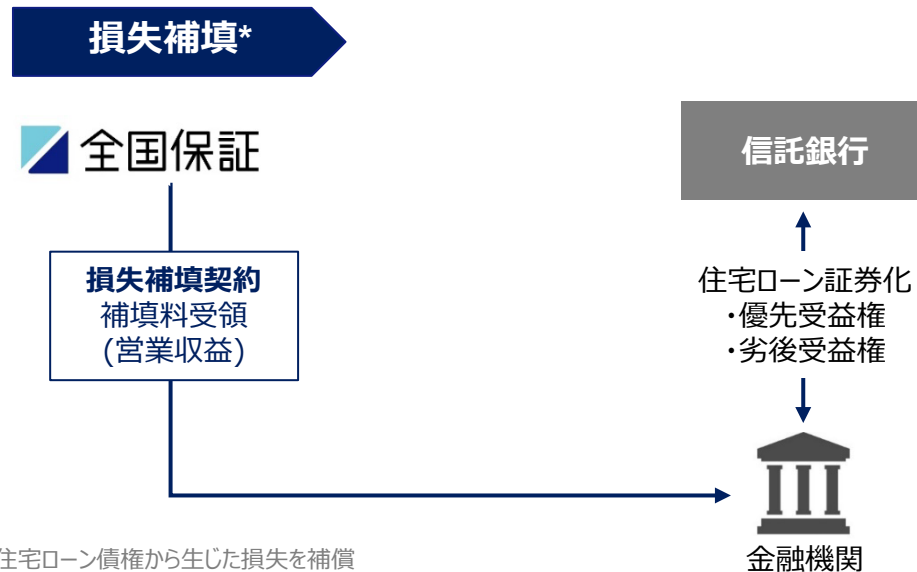 損失補填*
全国保証
信託銀行
損失補填契約
補填料受領
(営業収益)
住宅ローン証券化
・優先受益権
・劣後受益権
金融機関
住宅ローン債権から生じた損失を補償